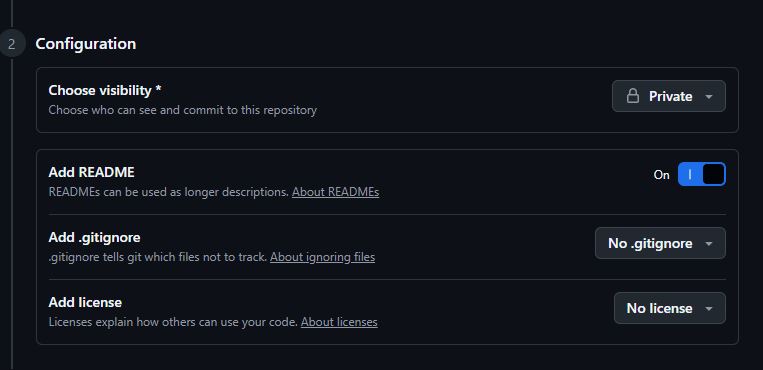 2
Configuration
Choose visibility *
Choose who can see and commit to this repository
Private
Add README
READMEs can be used as longer descriptions. About READMEs
On
Add .gitignore
.gitignore tells git which files not to track. About ignoring files
No .gitignore
Add license
Licenses explain how others can use your code. About licenses
No license